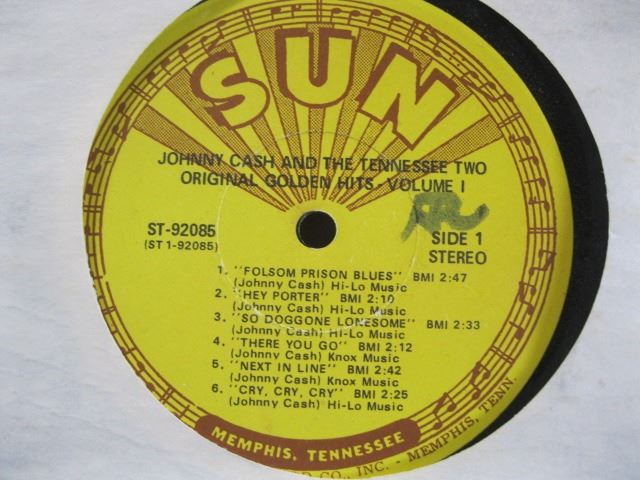 SUN
JOHNNY CASH AND THE TENNESSEE TWO
ORIGINAL GOLDEN HITS - VOLUME I
ST-92085
(ST 1-92085)
SIDE 1
STEREO
1. "FOLSOM PRISON BLUES" BMI 2:47
(Johnny Cash) Hi-Lo Music
2. "HEY PORTER" BMI 2:10
(Johnny Cash) Hi-Lo Music
3. "SO DOGGONE LONESOME" BMI 2:33
(Johnny Cash) Hi-Lo Music
4. "THERE YOU GO" BMI 2:12
(Johnny Cash) Knox Music
5. "NEXT IN LINE" BMI 2:42
(Johnny Cash) Knox Music
6. "CRY, CRY, CRY" BMI 2:25
(Johnny Cash) Hi-Lo Music
MEMPHIS, TENNESSEE
CO., INC. - MEMPHIS, TENN.